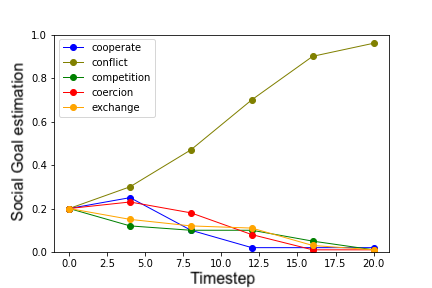 1.0
0.8
0.6
0.4
0.2
0.0
Social Goal estimation
cooperate
conflict
competition
coercion
exchange
0.0 2.5 5.0 7.5 10.0 12.5 15.0 17.5 20.0
Timestep